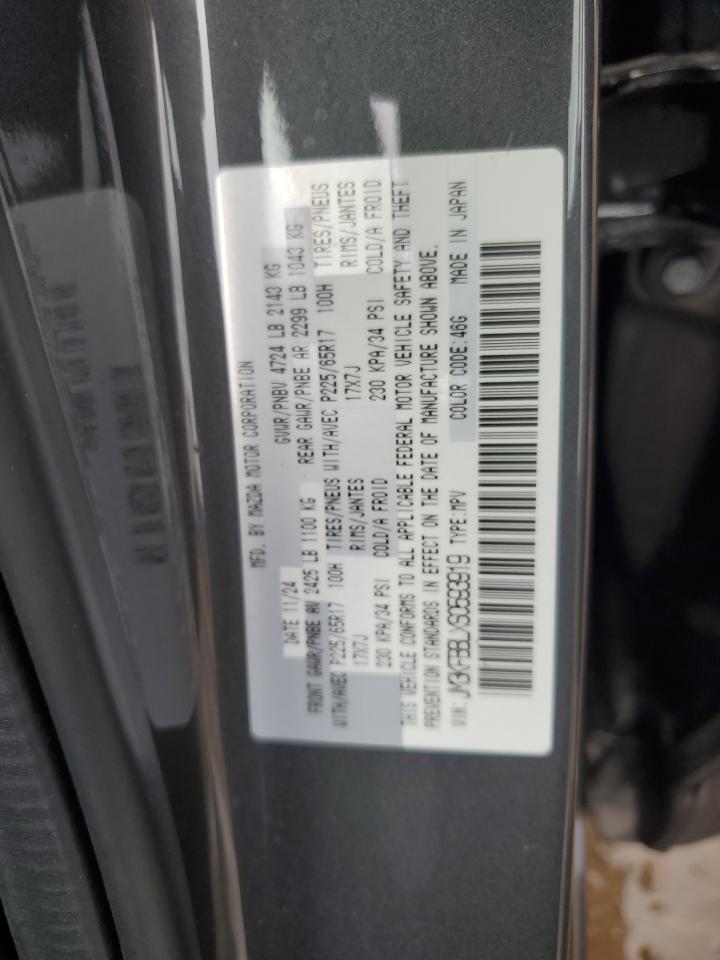 MFD. BY MAZDA MOTOR CORPORATION
DATE 11/24 GVWR/PNBV 4724 LB 2143 KG
FRONT GAWR/PNBE AV 2425 LB 1100 KG REAR GAWR/PNBE AR 2299 LB 1043 KG
WITH/AVEC P225/65R17 100H TIRES/PNEUS WITH/AVEC P225/65R17 100H TIRES/PNEUS
17X7J RIMS/JANTES 17X7J RIMS/JANTES
230 KPA/34 PSI COLD/A FROID 230 KPA/34 PSI COLD/A FROID
THIS VEHICLE CONFORMS TO ALL APPLICABLE FEDERAL MOTOR VEHICLE SAFETY AND THEFT
PREVENTION STANDARDS IN EFFECT ON THE DATE OF MANUFACTURE SHOWN ABOVE.
VIN: JM3KFBBLXS0593919 TYPE:MPV COLOR CODE:46G MADE IN JAPAN